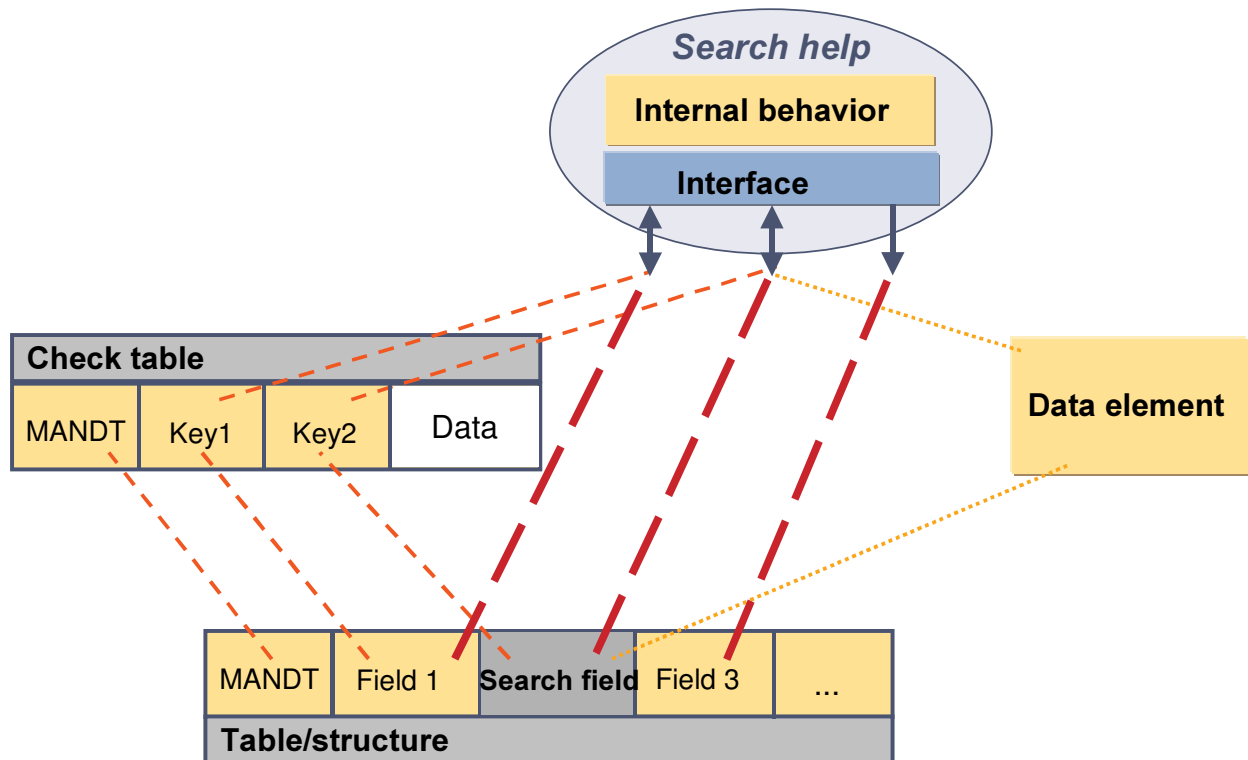 Search help
Internal behavior
Interface
Check table
MANDT Key1 Key2 Data
Data element
MANDT Field 1 Search field Field 3 ...
Table/structure